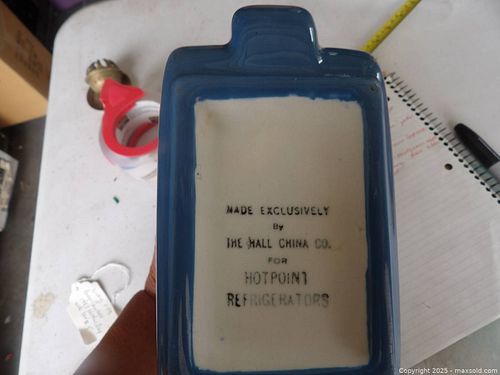 MADE EXCLUSIVELY
By
THE HALL CHINA CO.
FOR
HOTPOINT
REFRIGERATORS
Copyright 2025 - maxsold.com